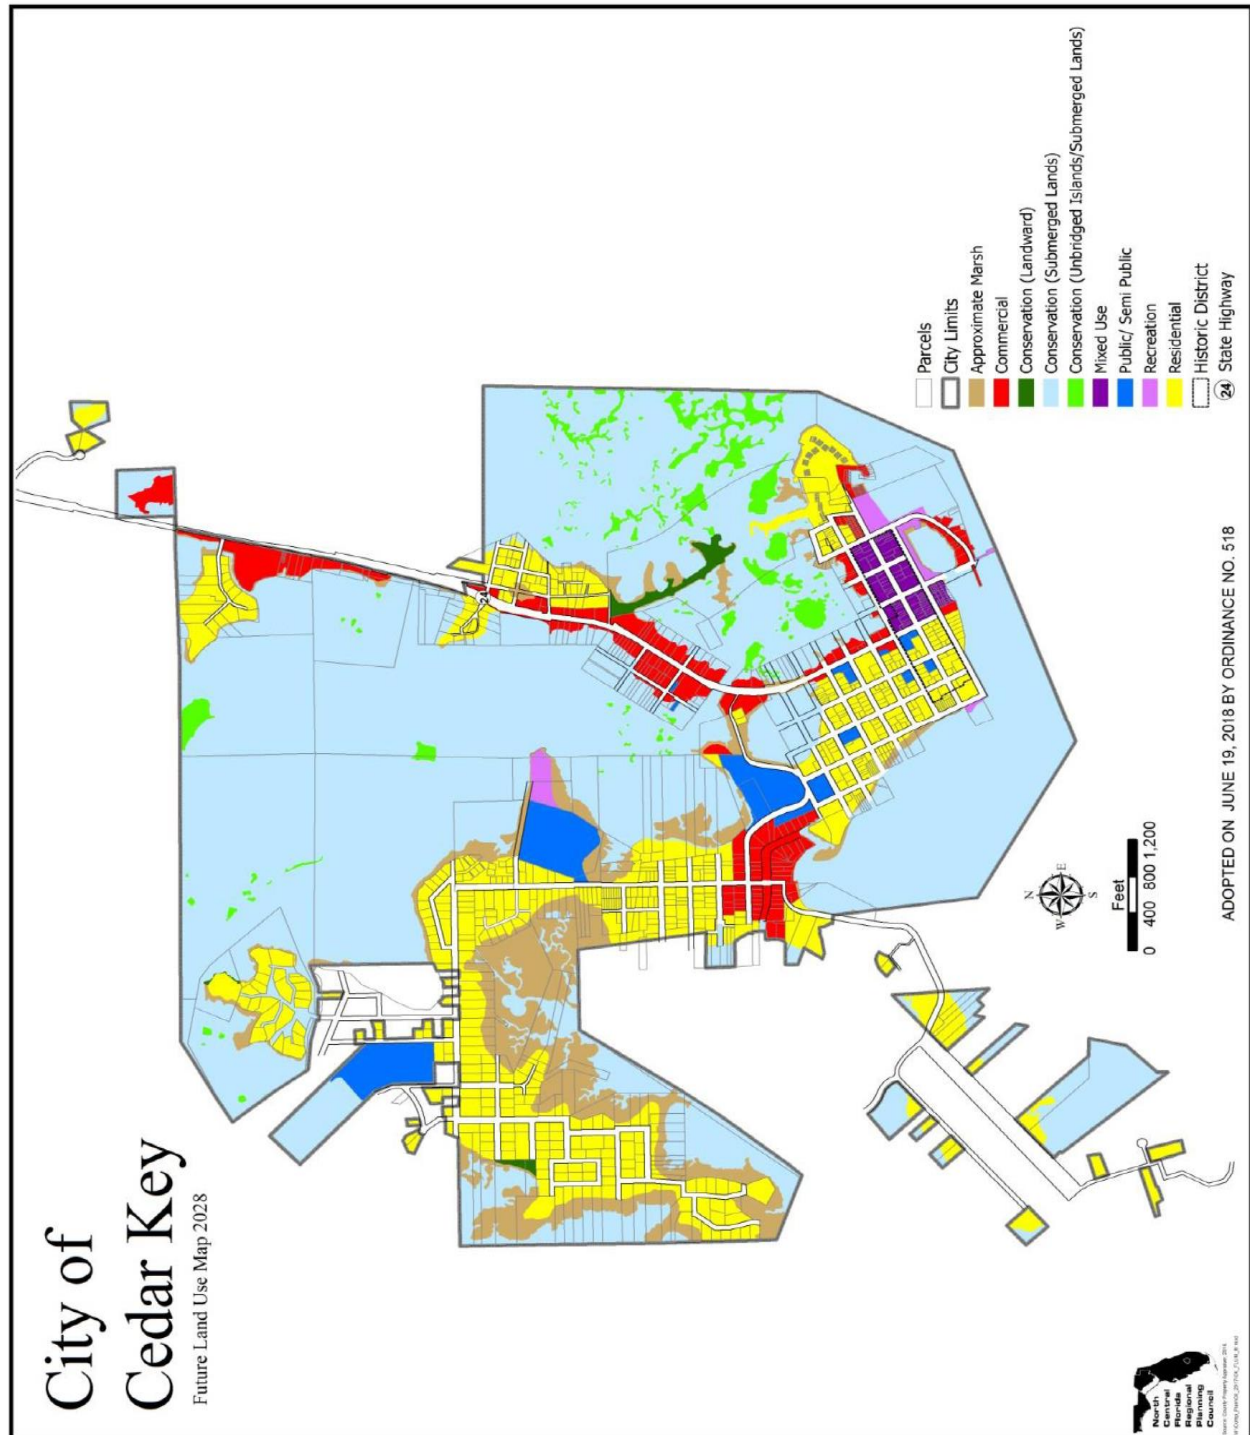 City of
Cedar Key
Future Land Use Map 2028
24
Parcels
City Limits
Approximate Marsh
Commercial
Conservation (Landward)
Conservation (Submerged Lands)
Conservation (Unbridged Islands/Submerged Lands)
Mixed Use
Public/ Semi Public
Recreation
Residential
Historic District
24 State Highway
N
W E
S
Feet
0 400 800 1,200
ADOPTED ON JUNE 19, 2018 BY ORDINANCE NO. 518
North
Central
Florida
Regional
Planning
Council